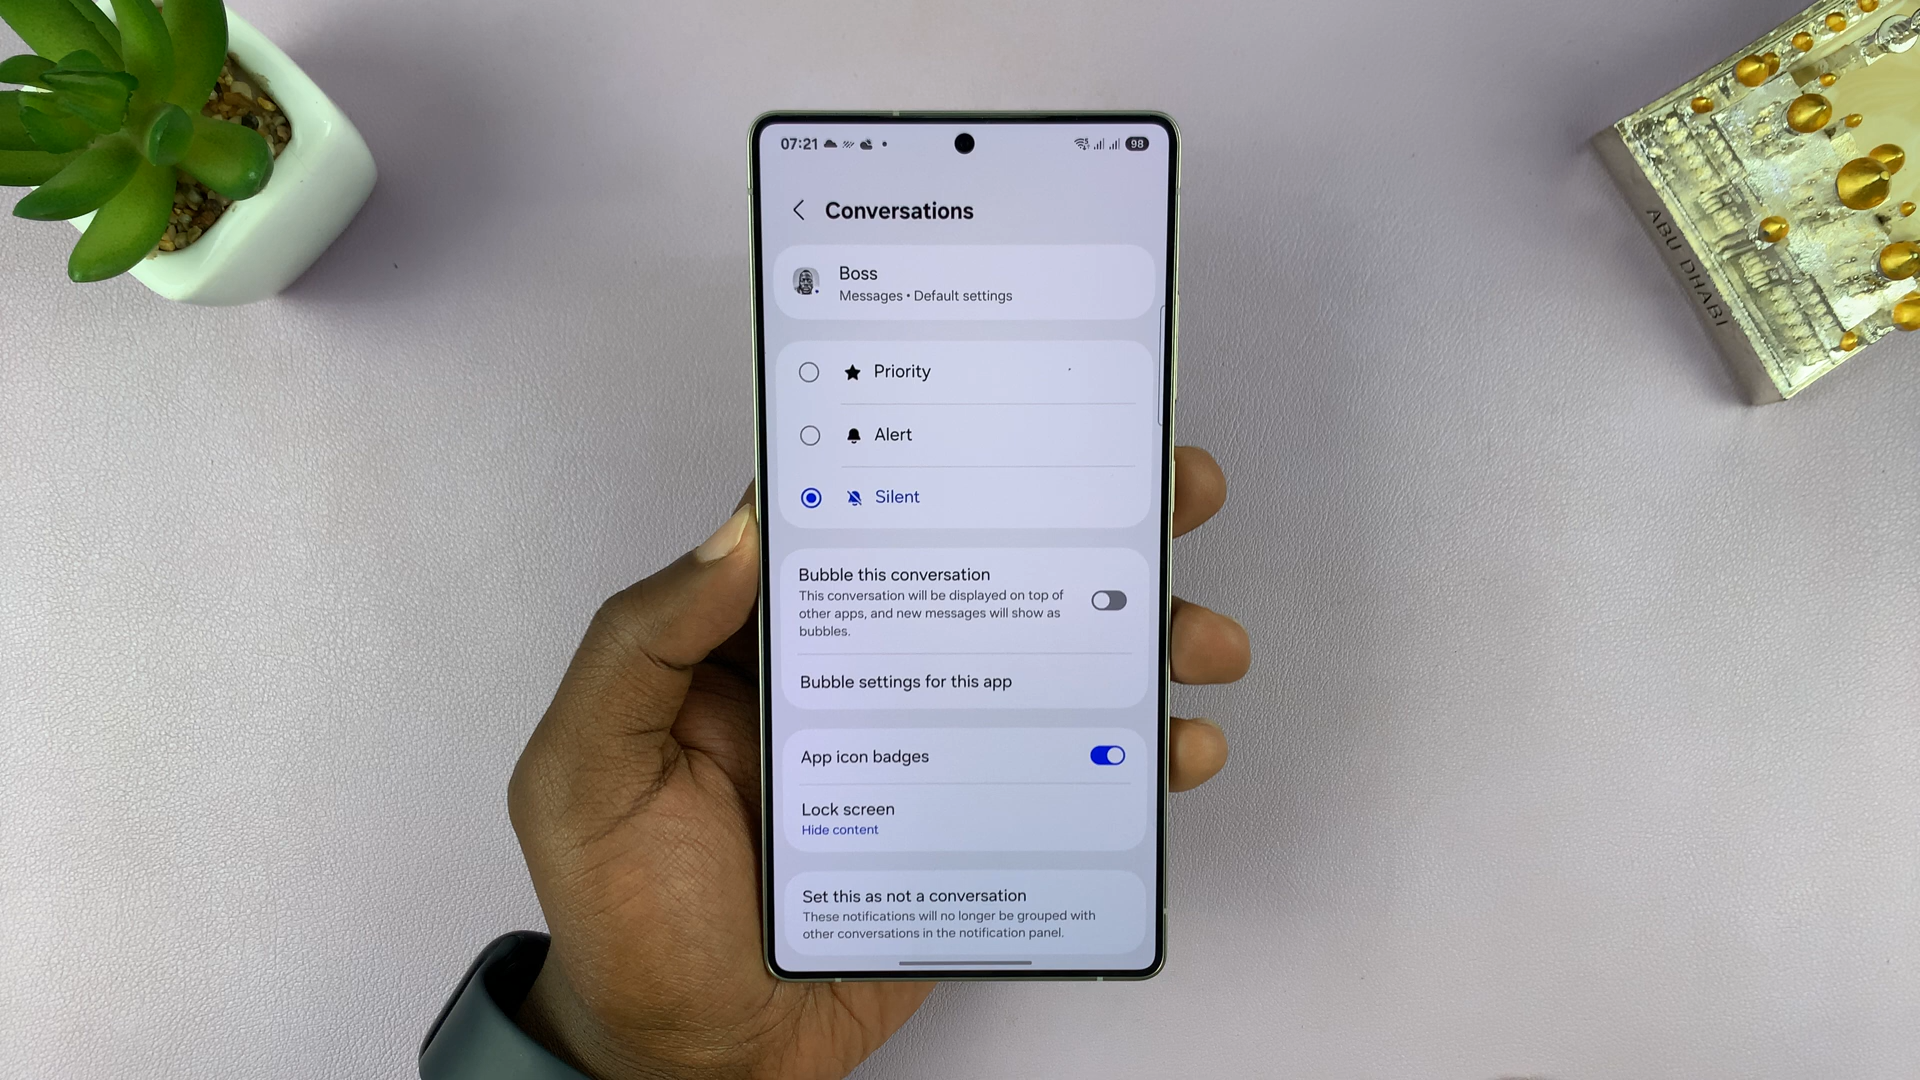 07:21
98
Conversations
Boss
Messages • Default settings
Priority
Alert
Silent
Bubble this conversation
This conversation will be displayed on top of
other apps, and new messages will show as
bubbles.
Bubble settings for this app
App icon badges
Lock screen
Hide content
Set this as not a conversation
These notifications will no longer be grouped with
other conversations in the notification panel.
ABU DHABI